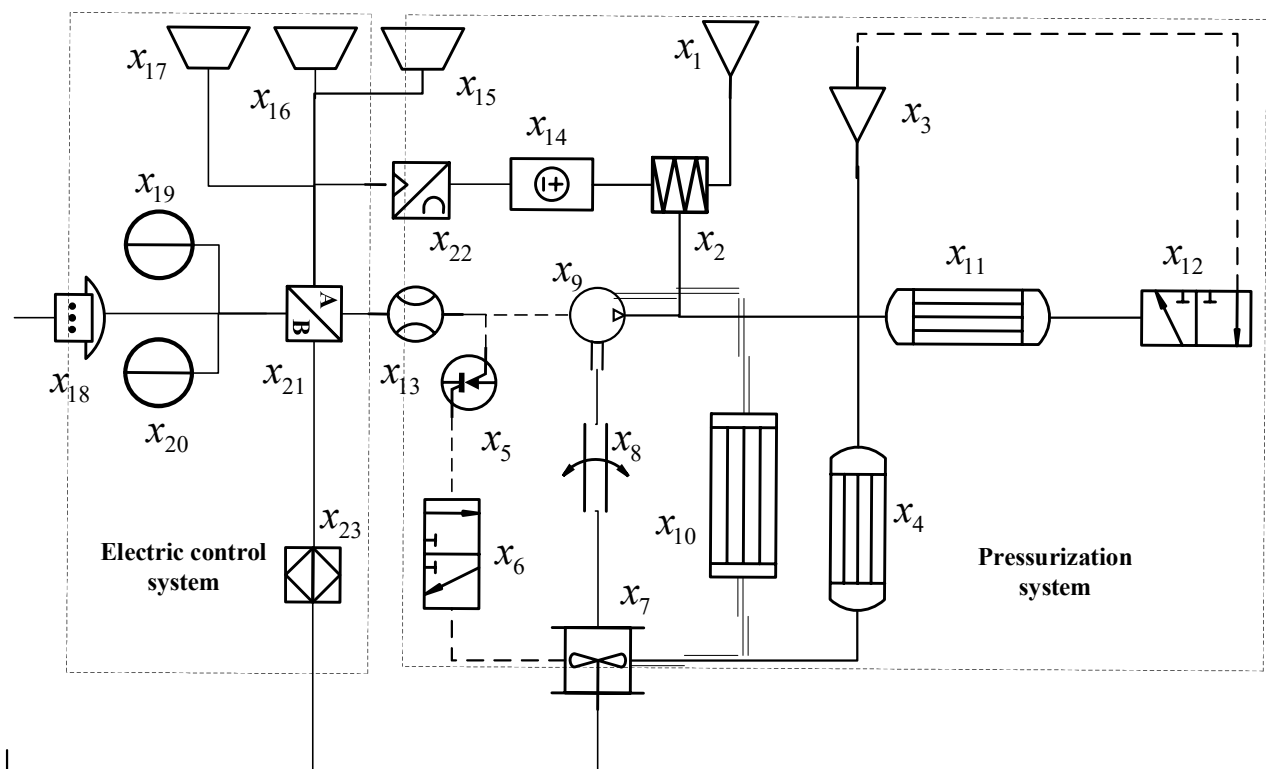 x17
x16
x15
x1
x14
x3
x19
x22
x2
x9
x11
x12
A
B
x18
x21
x13
x20
x5
x8
x23
x6
x10
x4
Electric control
system
x7
Pressurization
system